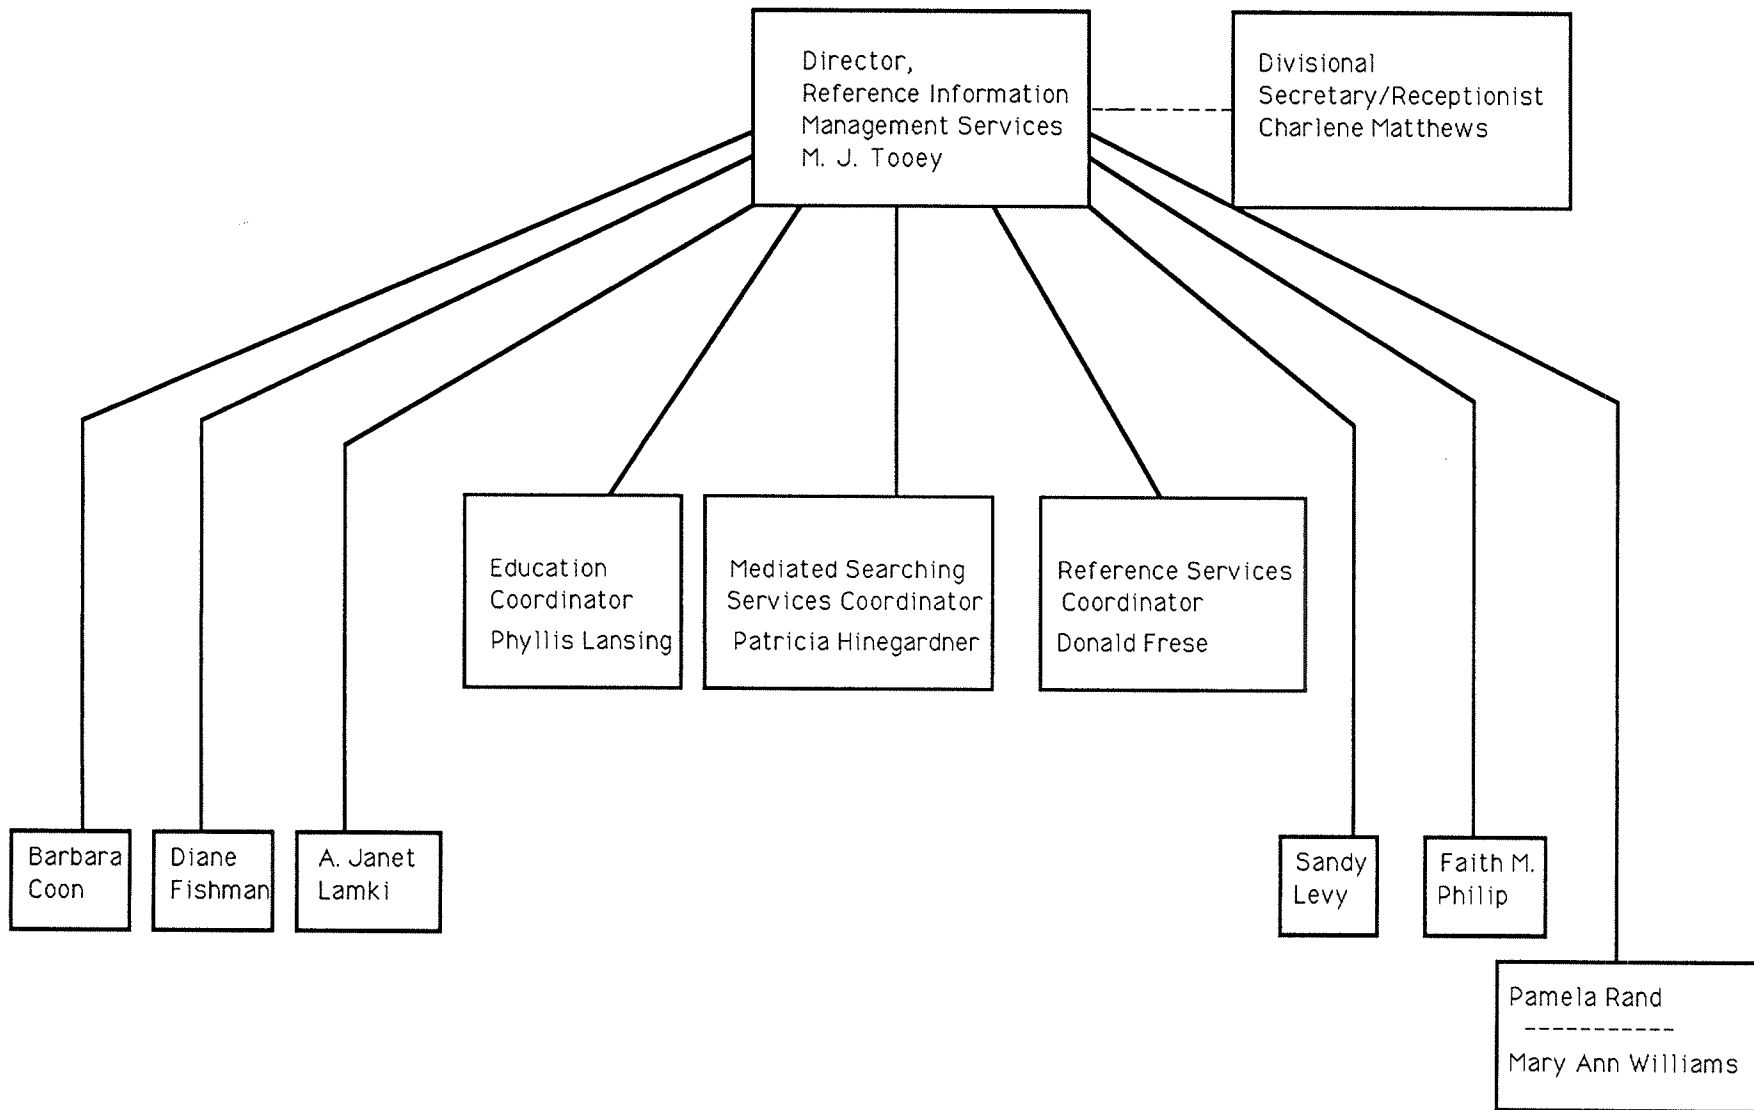 Director,
Reference Information
Management Services
M. J. Tooey
Divisional
Secretary/Receptionist
Charlene Matthews
Education
Coordinator
Phyllis Lansing
Mediated Searching
Services Coordinator
Patricia Hinegardner
Reference Services
Coordinator
Donald Frese
Barbara
Coon
Diane
Fishman
A. Janet
Lamki
Sandy
Levy
Faith M.
Philip
Pamela Rand
-----------
Mary Ann Williams